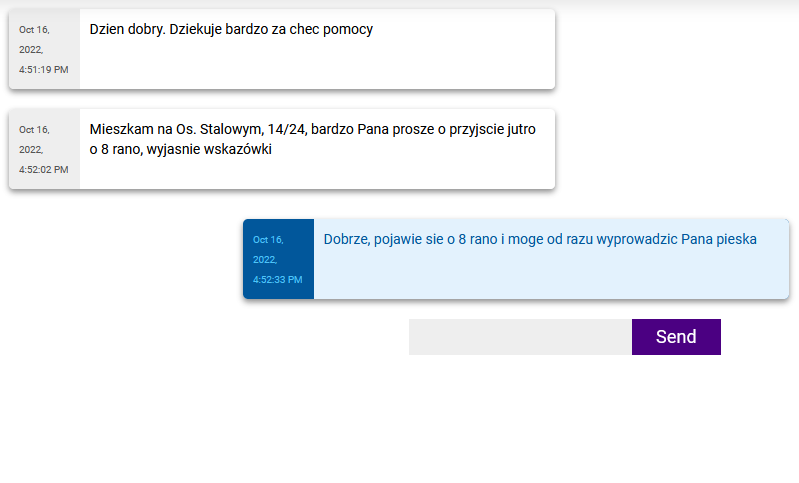 Oct 16,
2022,
4:51:19 PM
Dzien dobry. Dziekuje bardzo za chec pomocy
Oct 16,
2022,
4:52:02 PM
Mieszkam na Os. Stalowym, 14/24, bardzo Pana prosze o przyjscie jutro
o 8 rano, wyjasnie wskazówki
Oct 16,
2022,
4:52:33 PM
Dobrze, pojawie sie o 8 rano i moge od razu wyprowadzic Pana pieska
Send